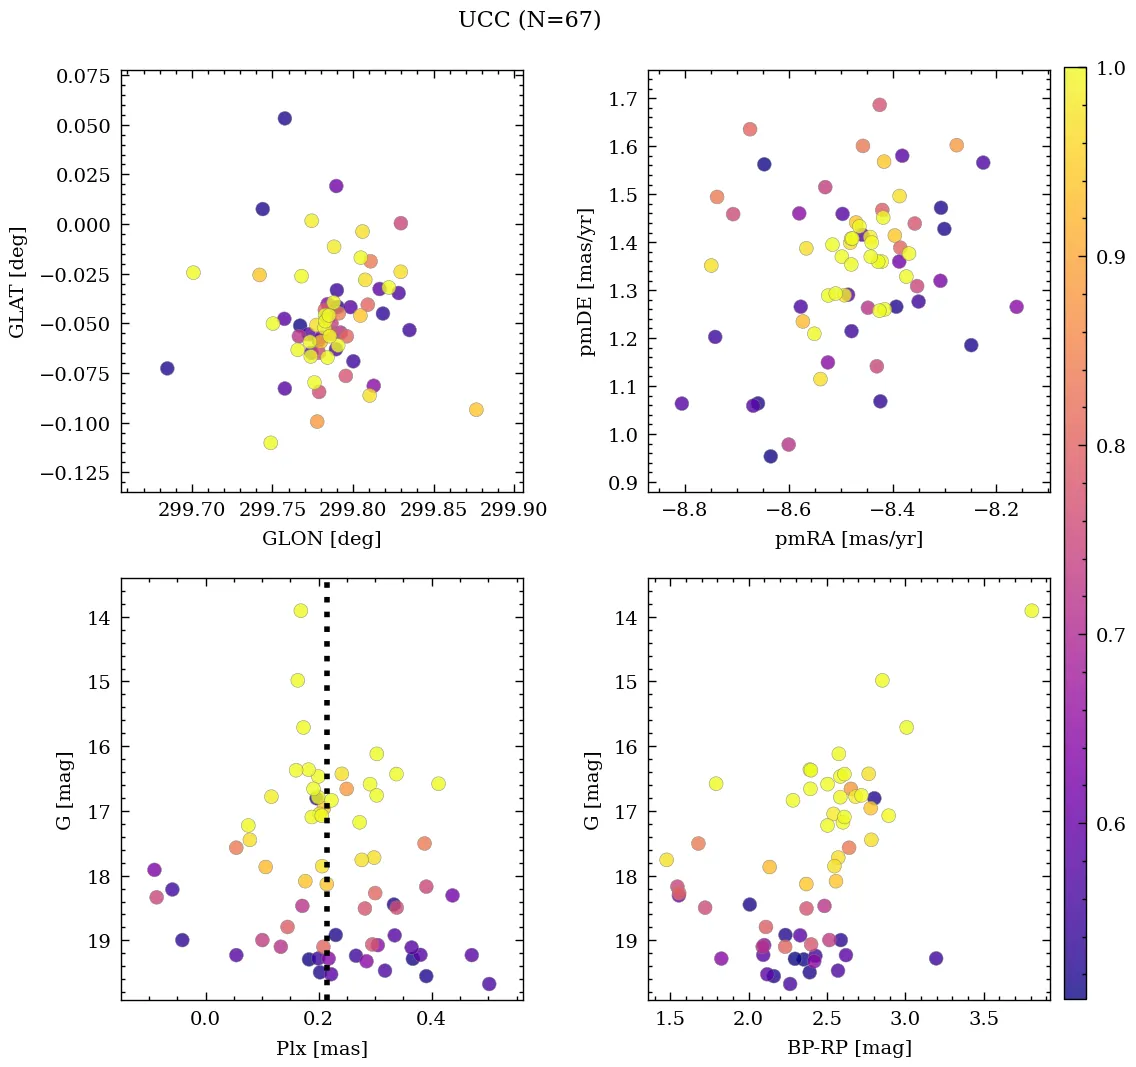 UCC (N=67)
0.075
0.050
0.025
0.000
−0.025
−0.050
−0.075
−0.100
−0.125
GLAT [deg]
299.70 299.75 299.80 299.85 299.90
GLON [deg]
1.7
1.6
1.5
1.4
1.3
1.2
1.1
1.0
0.9
pmDE [mas/yr]
−8.8 −8.6 −8.4 −8.2
pmRA [mas/yr]
1.0
0.9
0.8
0.7
0.6
14
15
16
17
18
19
G [mag]
0.0 0.2 0.4
Plx [mas]
14
15
16
17
18
19
G [mag]
1.5 2.0 2.5 3.0 3.5
BP-RP [mag]